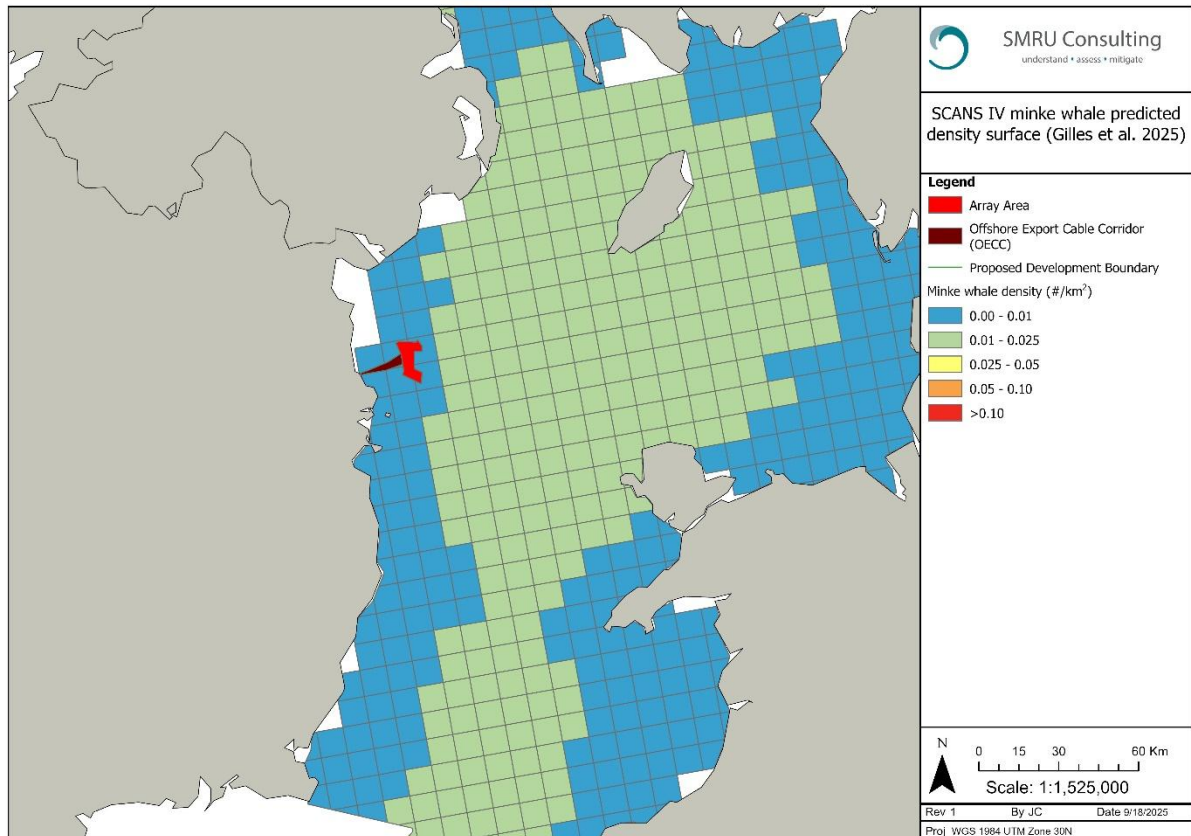 SMRU Consulting
understand • assess • mitigate
SCANS IV minke whale predicted
density surface (Gilles et al. 2025)
Legend
Array Area
Offshore Export Cable Corridor
(OECC)
Proposed Development Boundary
Minke whale density (#/km²)
0.00 - 0.01
0.01 - 0.025
0.025 - 0.05
0.05 - 0.10
>0.10
N
0 15 30 60 Km
Scale: 1:1,525,000
Rev 1 By JC Date 9/18/2025
Proj WGS 1984 UTM Zone 30N